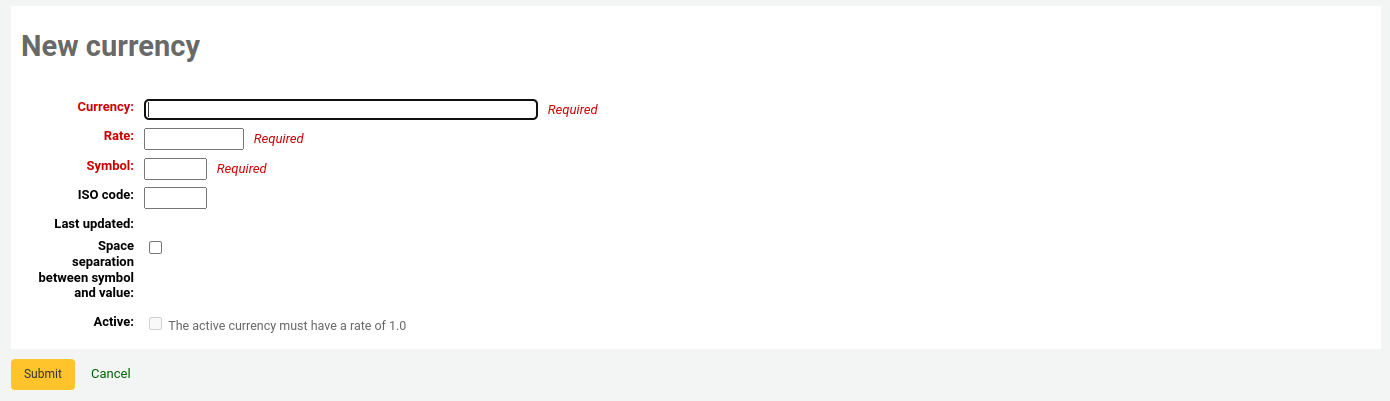 New currency
Currency: Required
Rate: Required
Symbol: Required
ISO code:
Last updated:
Space
separation
between symbol
and value:
Active: The active currency must have a rate of 1.0
Submit Cancel